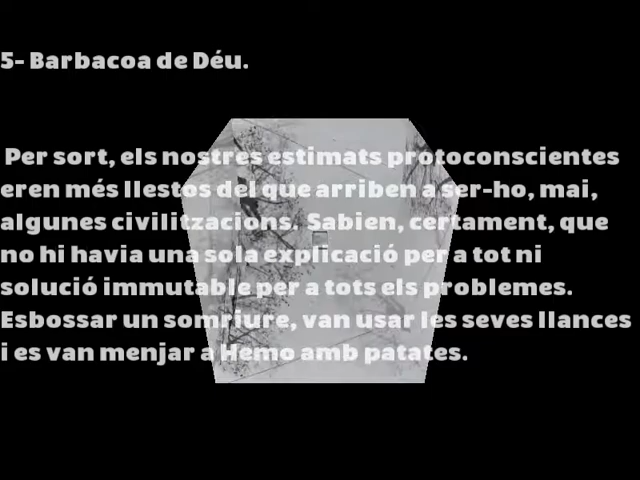 5- Barbacoa de Déu.
Per sort, els nostres estimats protoconscientes
eren més llestos del que arriben a ser-ho, mai,
algunes civilitzacions. Sabien, certament, que
no hi havia una sola explicació per a tot ni
solució immutable per a tots els problemes.
Esbossar un somriure, van usar les seves llances
i es van menjar a Hemo amb patates.